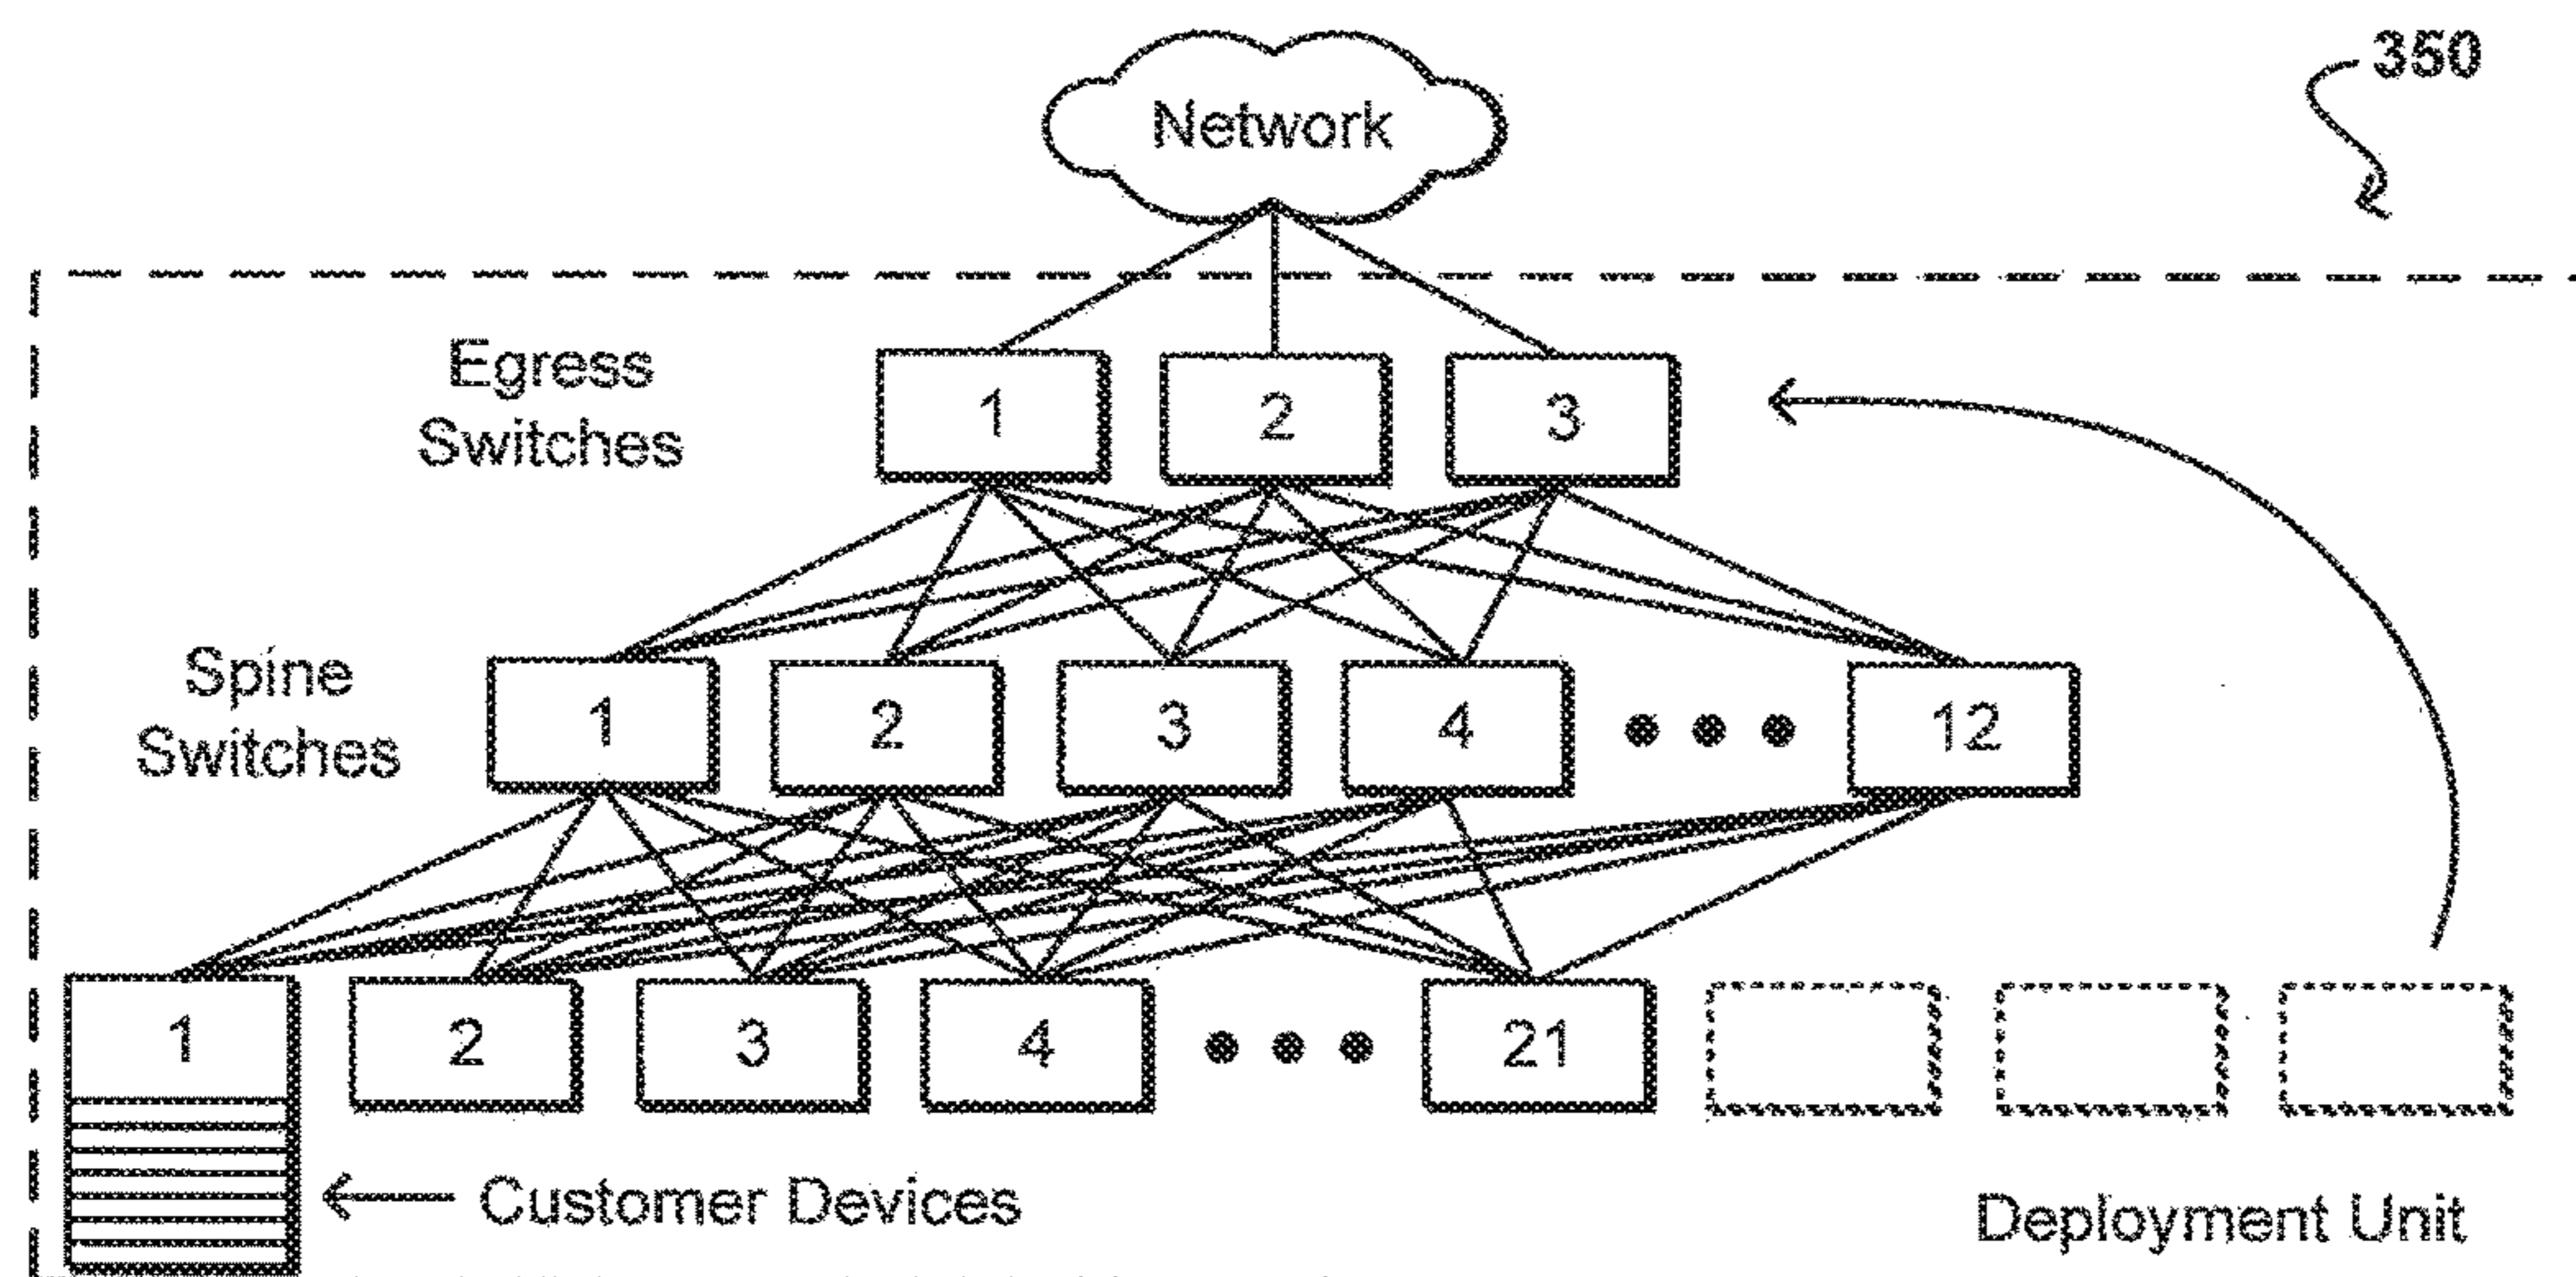 350
Network
Egress
Switches
1
2
3
Spine
Switches
1
2
3
4
12
1
2
3
4
21
Customer Devices
Deployment Unit